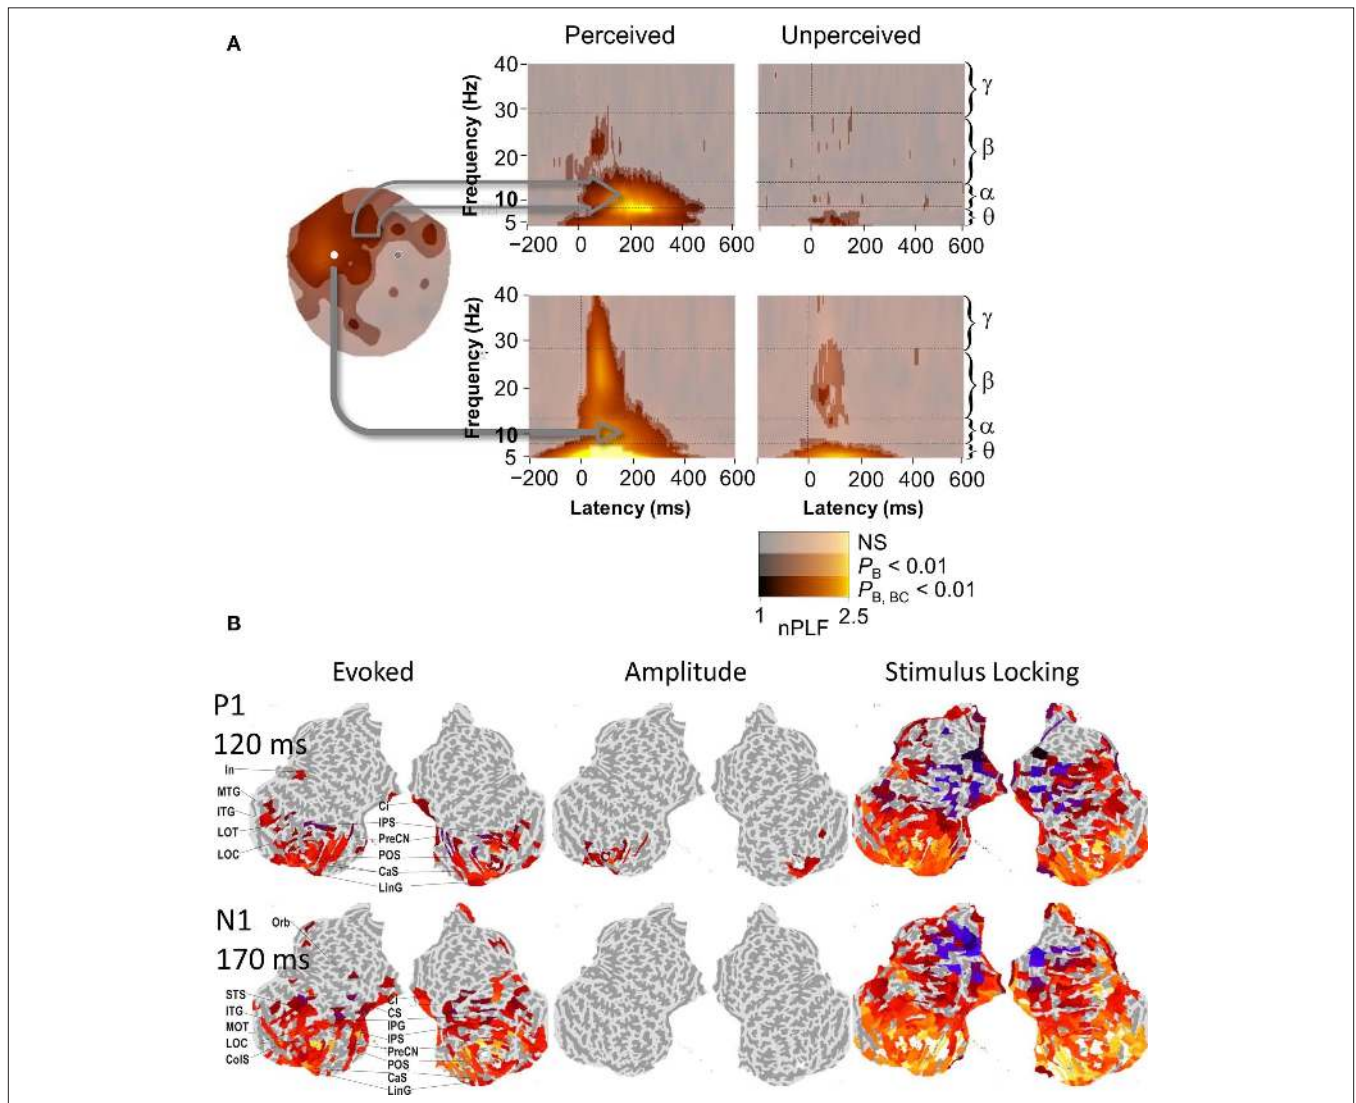 A
Perceived
Unperceived
Frequency (Hz)
40
30
20
10
5
−200 0 200 400 600
0 200 400 600
γ
β
α
θ
Frequency (Hz)
40
30
20
10
5
−200 0 200 400 600
0 200 400 600
γ
β
α
θ
Latency (ms)
Latency (ms)
NS
P B < 0.01
P B, BC < 0.01
1 2.5
nPLF
B
Evoked
Amplitude
Stimulus Locking
P1
120 ms
In
MTG
ITG
LOT
LOC
Ci
IPS
PreCN
POS
CaS
LinG
N1
170 ms
Orb
STS
ITG
MOT
LOC
ColS
Ci
CS
IPG
IPS
PreCN
POS
CaS
LinG